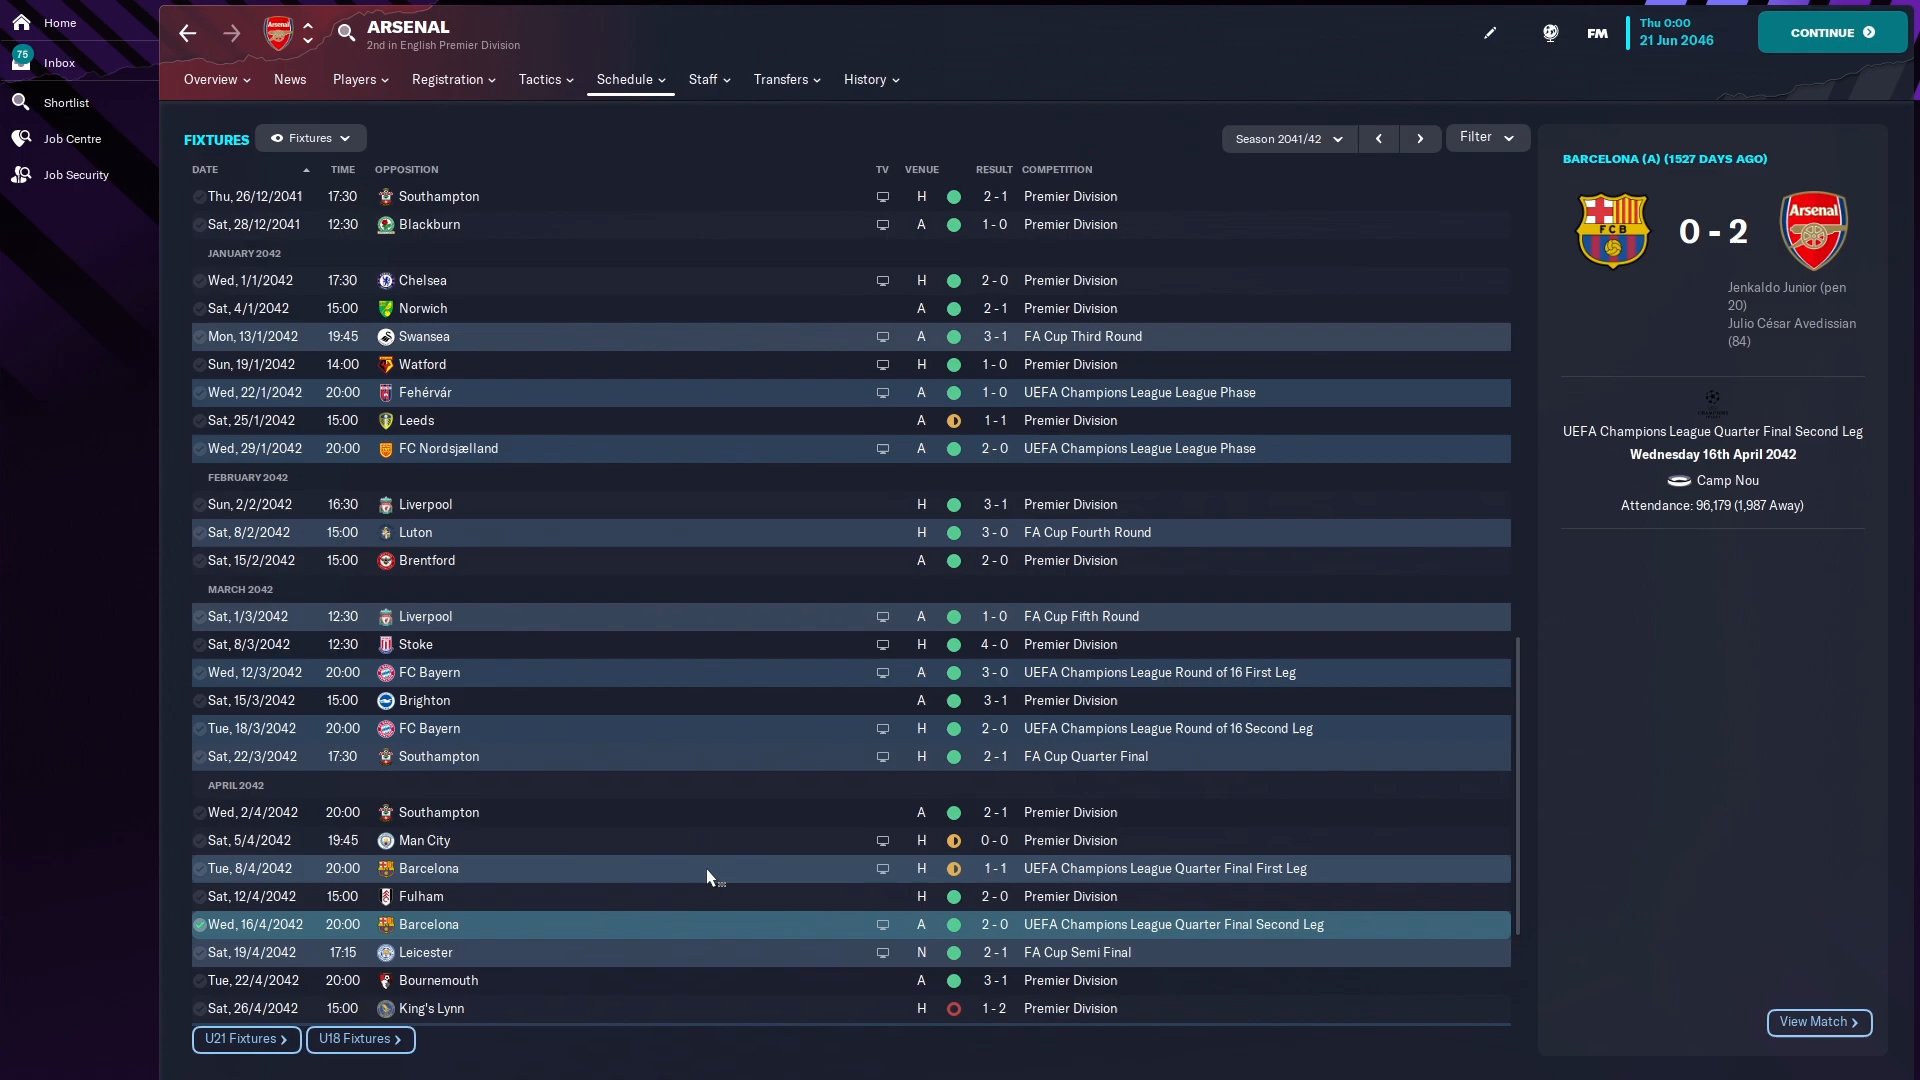 Home
75
Inbox
Shortlist
Job Centre
Job Security
Arsenal
ARSENAL
2nd in English Premier Division
FM
Thu 0:00
21 Jun 2046
CONTINUE
Overview
News
Players
Registration
Tactics
Schedule
Staff
Transfers
History
FIXTURES
Fixtures
Season 2041/42
Filter
DATE TIME OPPOSITION TV VENUE RESULT COMPETITION
Thu, 26/12/2041 17:30 Southampton H 2 - 1 Premier Division
Sat, 28/12/2041 12:30 Blackburn A 1 - 0 Premier Division
JANUARY 2042
Wed, 1/1/2042 17:30 Chelsea H 2 - 0 Premier Division
Sat, 4/1/2042 15:00 Norwich A 2 - 1 Premier Division
Mon, 13/1/2042 19:45 Swansea A 3 - 1 FA Cup Third Round
Sun, 19/1/2042 14:00 Watford H 1 - 0 Premier Division
Wed, 22/1/2042 20:00 Fehérvár A 1 - 0 UEFA Champions League League Phase
Sat, 25/1/2042 15:00 Leeds A 1 - 1 Premier Division
Wed, 29/1/2042 20:00 FC Nordsjælland A 2 - 0 UEFA Champions League League Phase
FEBRUARY 2042
Sun, 2/2/2042 16:30 Liverpool H 3 - 1 Premier Division
Sat, 8/2/2042 15:00 Luton H 3 - 0 FA Cup Fourth Round
Sat, 15/2/2042 15:00 Brentford A 2 - 0 Premier Division
MARCH 2042
Sat, 1/3/2042 12:30 Liverpool A 1 - 0 FA Cup Fifth Round
Sat, 8/3/2042 12:30 Stoke H 4 - 0 Premier Division
Wed, 12/3/2042 20:00 FC Bayern A 3 - 0 UEFA Champions League Round of 16 First Leg
Sat, 15/3/2042 15:00 Brighton A 3 - 1 Premier Division
Tue, 18/3/2042 20:00 FC Bayern H 2 - 0 UEFA Champions League Round of 16 Second Leg
Sat, 22/3/2042 17:30 Southampton H 2 - 1 FA Cup Quarter Final
APRIL 2042
Wed, 2/4/2042 20:00 Southampton A 2 - 1 Premier Division
Sat, 5/4/2042 19:45 Man City H 0 - 0 Premier Division
Tue, 8/4/2042 20:00 Barcelona H 1 - 1 UEFA Champions League Quarter Final First Leg
Sat, 12/4/2042 15:00 Fulham H 2 - 0 Premier Division
Wed, 16/4/2042 20:00 Barcelona A 2 - 0 UEFA Champions League Quarter Final Second Leg
Sat, 19/4/2042 17:15 Leicester N 2 - 1 FA Cup Semi Final
Tue, 22/4/2042 20:00 Bournemouth A 3 - 1 Premier Division
Sat, 26/4/2042 15:00 King's Lynn H 1 - 2 Premier Division
U21 Fixtures
U18 Fixtures
BARCELONA (A) (1527 DAYS AGO)
FCB
0 - 2
Arsenal
Jenkaldo Junior (pen
20)
Julio César Avedissian
(84)
UEFA Champions League Quarter Final Second Leg
Wednesday 16th April 2042
Camp Nou
Attendance: 96,179 (1,987 Away)
View Match